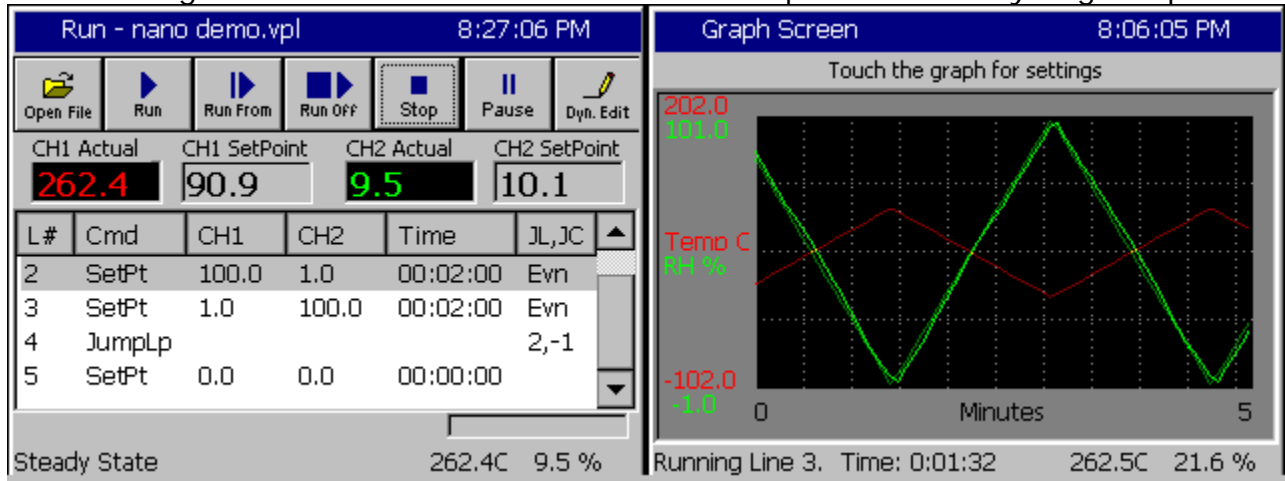 Run - nano demo.vpl 8:27:06 PM
Open File Run Run From Run Off Stop Pause Dyn. Edit
CH1 Actual CH1 SetPoint CH2 Actual CH2 SetPoint
262.4 90.9 9.5 10.1
L# Cmd CH1 CH2 Time JL,JC
2 SetPt 100.0 1.0 00:02:00 Evn
3 SetPt 1.0 100.0 00:02:00 Evn
4 JumpLp 2,-1
5 SetPt 0.0 0.0 00:00:00
Steady State 262.4C 9.5 %
Graph Screen 8:06:05 PM
Touch the graph for settings
202.0
101.0
Temp C
RH %
-102.0
-1.0
0 Minutes 5
Running Line 3. Time: 0:01:32 262.5C 21.6 %